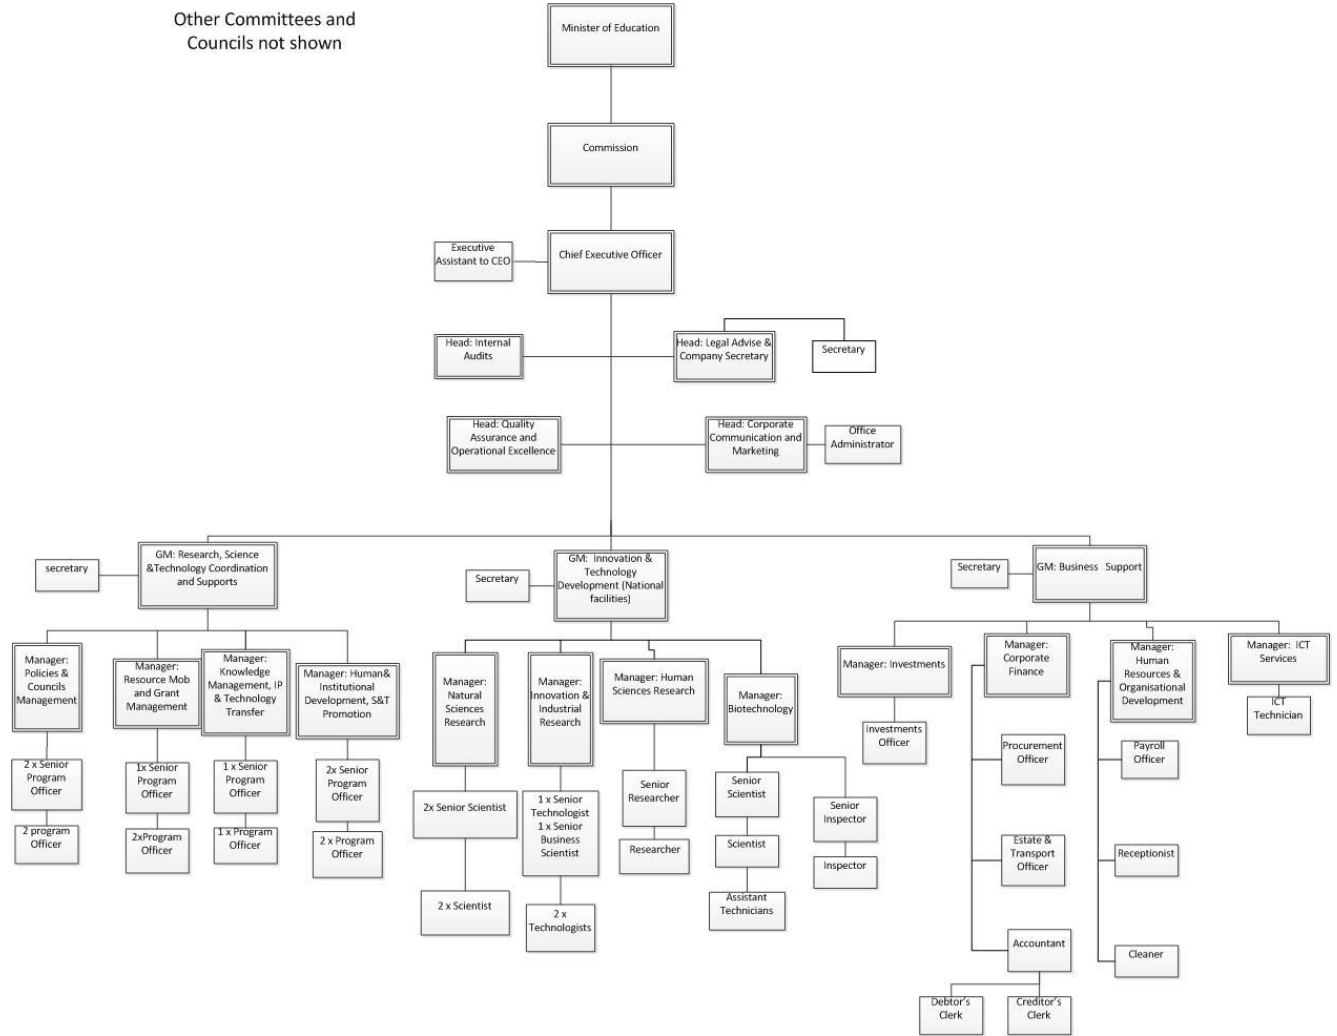 Other Committees and
Councils not shown
Minister of Education
Commission
Executive
Assistant to CEO
Chief Executive Officer
Head: Internal
Audits
Head: Legal Advise &
Company Secretary
Secretary
Head: Quality
Assurance and
Operational Excellence
Head: Corporate
Communication and
Marketing
Office
Administrator
secretary
GM: Research, Science
&Technology Coordination
and Supports
Secretary
GM: Innovation &
Technology
Development (National
facilities)
Secretary
GM: Business Support
Manager:
Policies &
Councils
Management
Manager:
Resource Mob
and Grant
Management
Manager:
Knowledge
Management, IP
& Technology
Transfer
Manager: Human&
Institutional
Development, S&T
Promotion
Manager:
Natural
Sciences
Research
Manager:
Innovation &
Industrial
Research
Manager: Human
Sciences Research
Manager:
Biotechnology
Manager: Investments
Manager:
Corporate
Finance
Manager:
Human
Resources &
Organisational
Development
Manager: ICT
Services
2 x Senior
Program
Officer
1x Senior
Program
Officer
1 x Senior
Program
Officer
2x Senior
Program
Officer
2x Senior Scientist
1 x Senior
Technologist
1 x Senior
Business
Scientist
Senior
Researcher
Senior
Scientist
Senior
Inspector
Investments
Officer
Procurement
Officer
Payroll
Officer
ICT
Technician
2 program
Officer
2xProgram
Officer
1 x Program
Officer
2 x Program
Officer
2 x Scientist
2 x
Technologists
Researcher
Scientist
Inspector
Assistant
Technicians
Estate &
Transport
Officer
Receptionist
Accountant
Cleaner
Debtor's
Clerk
Creditor's
Clerk